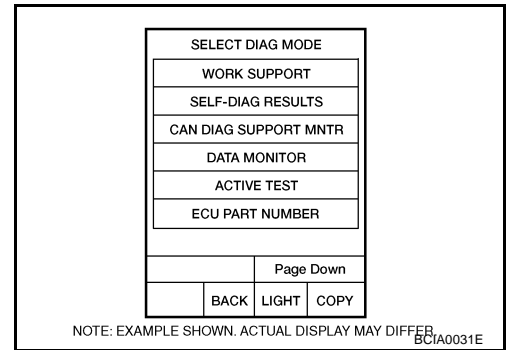 SELECT DIAG MODE
WORK SUPPORT
SELF-DIAG RESULTS
CAN DIAG SUPPORT MNTR
DATA MONITOR
ACTIVE TEST
ECU PART NUMBER
Page Down
BACK LIGHT COPY
NOTE: EXAMPLE SHOWN. ACTUAL DISPLAY MAY DIFFER.
BCIA0031E